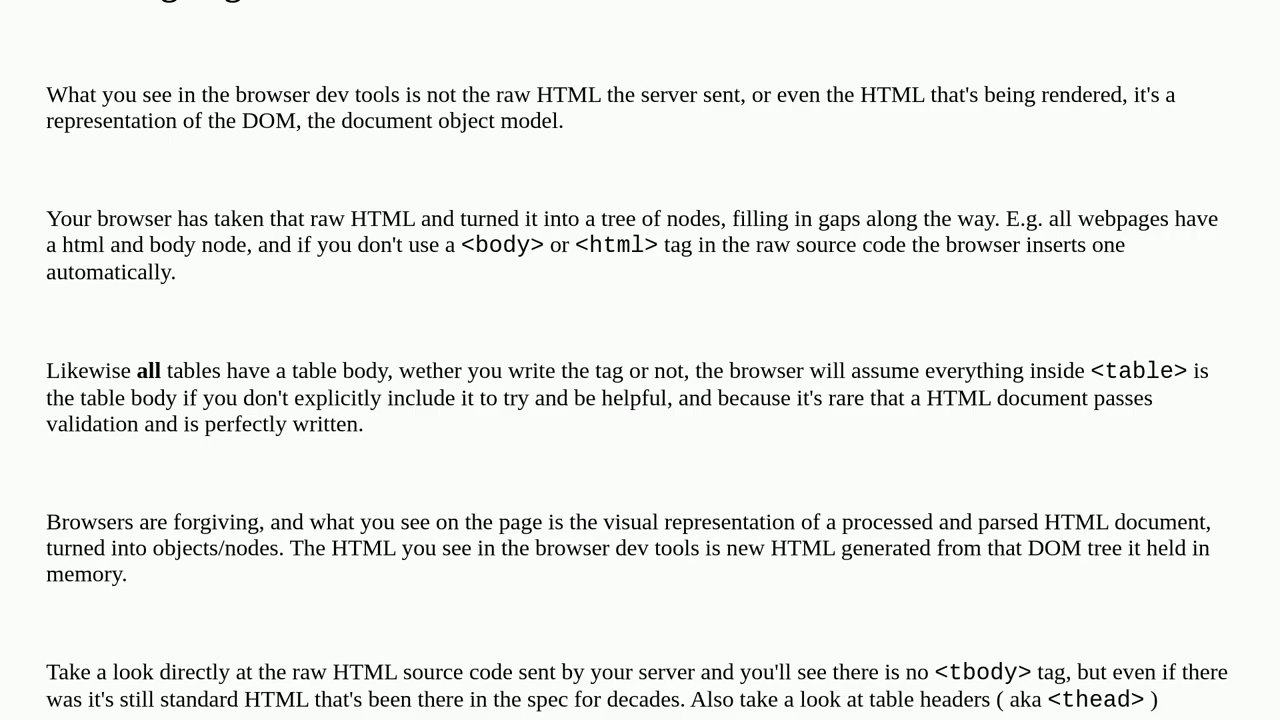 What you see in the browser dev tools is not the raw HTML the server sent, or even the HTML that's being rendered, it's a
representation of the DOM, the document object model.
Your browser has taken that raw HTML and turned it into a tree of nodes, filling in gaps along the way. E.g. all webpages have
a html and body node, and if you don't use a <body> or <html> tag in the raw source code the browser inserts one
automatically.
Likewise all tables have a table body, wether you write the tag or not, the browser will assume everything inside <table> is
the table body if you don't explicitly include it to try and be helpful, and because it's rare that a HTML document passes
validation and is perfectly written.
Browsers are forgiving, and what you see on the page is the visual representation of a processed and parsed HTML document,
turned into objects/nodes. The HTML you see in the browser dev tools is new HTML generated from that DOM tree it held in
memory.
Take a look directly at the raw HTML source code sent by your server and you'll see there is no <tbody> tag, but even if there
was it's still standard HTML that's been there in the spec for decades. Also take a look at table headers ( aka <thead> )